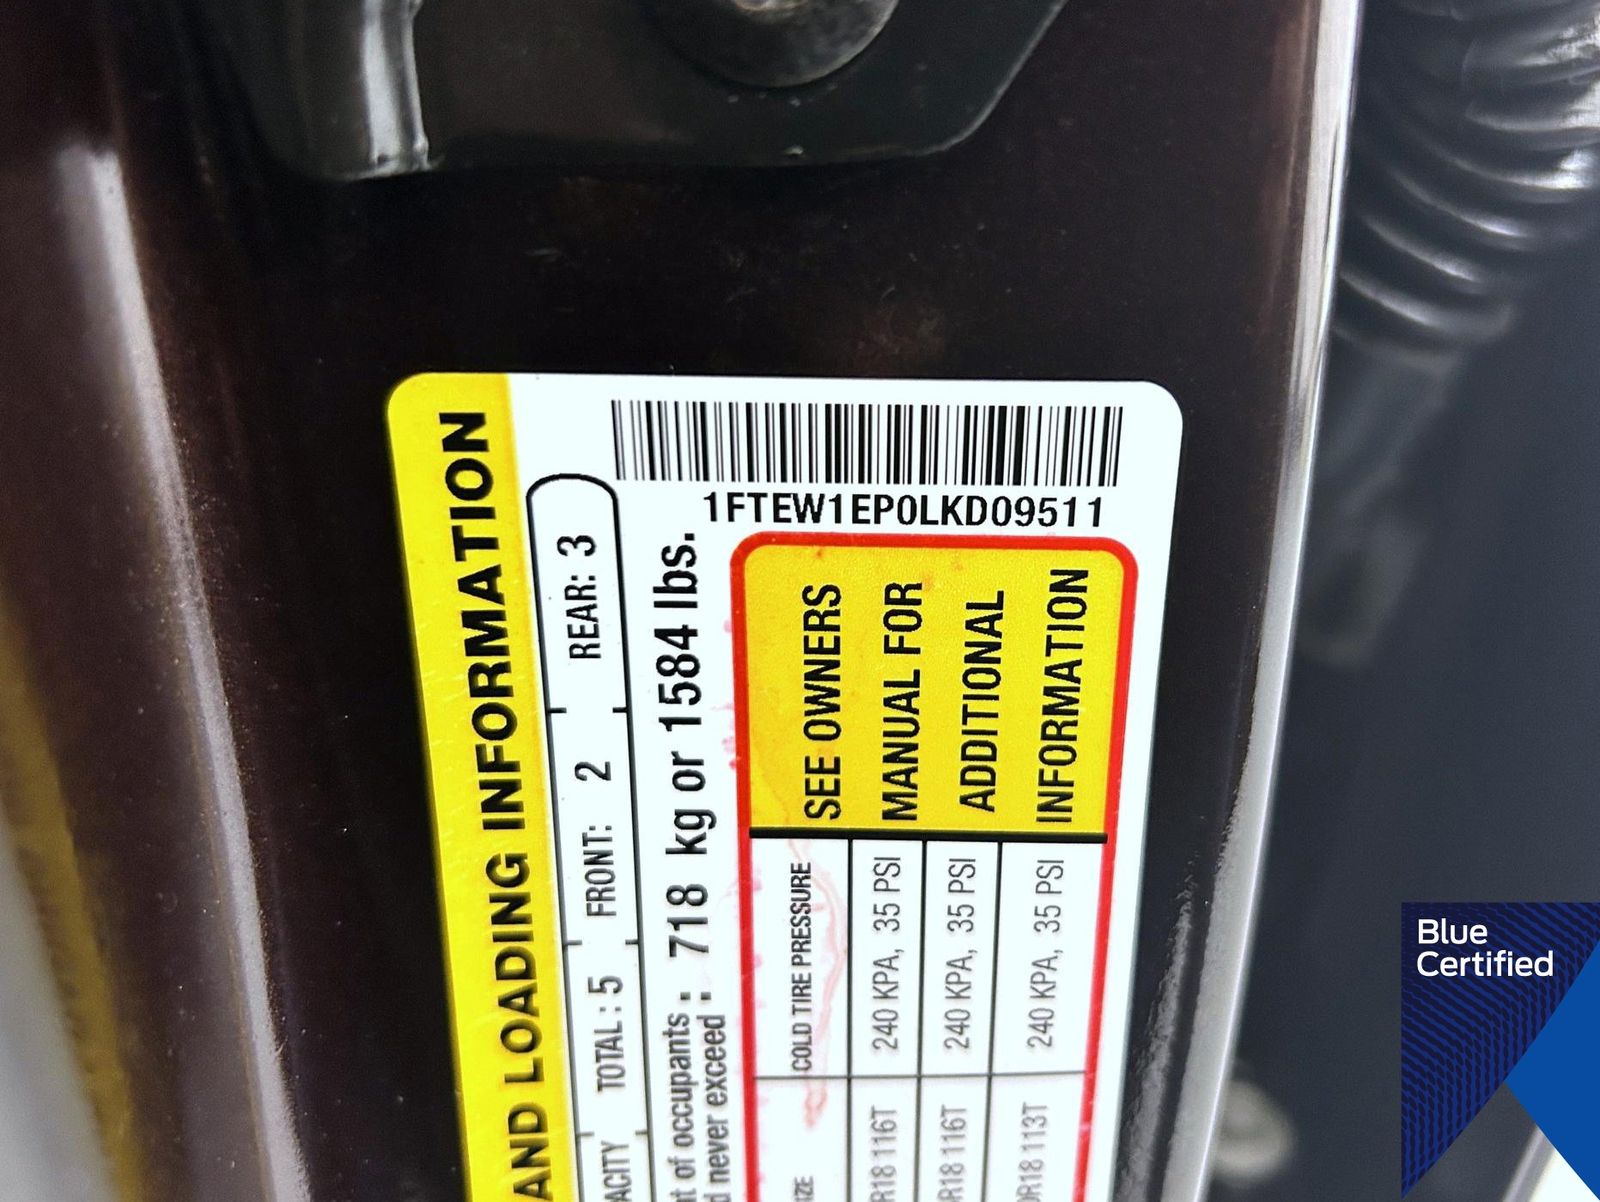 AND LOADING INFORMATION
TOTAL : 5 FRONT: 2 REAR: 3
of occupants : 718 kg or 1584 lbs.
never exceed :
1FTEW1EP0LKD09511
COLD TIRE PRESSURE
R18 116T 240 KPA, 35 PSI
R18 116T 240 KPA, 35 PSI
R18 113T 240 KPA, 35 PSI
SEE OWNERS
MANUAL FOR
ADDITIONAL
INFORMATION
Blue
Certified